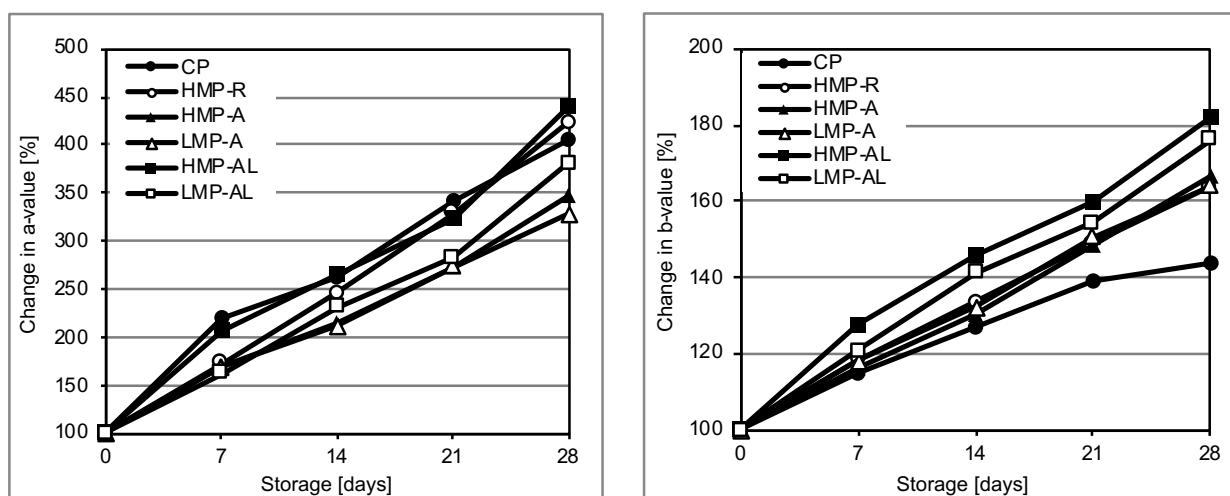 500
450
400
350
300
250
200
150
100
Change in a-value [%]
CP
HMP-R
HMP-A
LMP-A
HMP-AL
LMP-AL
0 7 14 21 28
Storage [days]
200
180
160
140
120
100
Change in b-value [%]
CP
HMP-R
HMP-A
LMP-A
HMP-AL
LMP-AL
0 7 14 21 28
Storage [days]